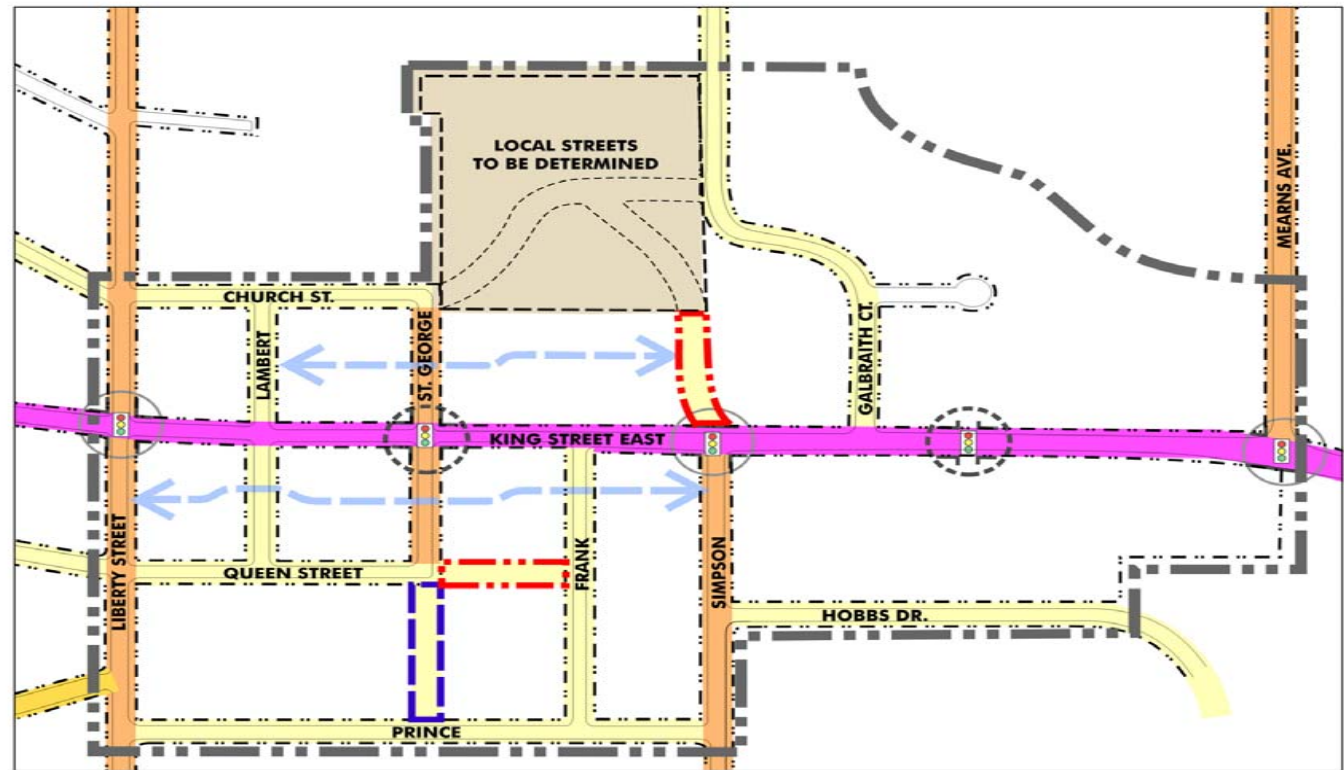 LOCAL STREETS
TO BE DETERMINED
MEARNS AVE.
CHURCH ST.
LAMBERT
ST. GEORGE
GALBRAITH CT.
KING STREET EAST
LIBERTY STREET
QUEEN STREET
FRANK
SIMPSON
HOBBS DR.
PRINCE